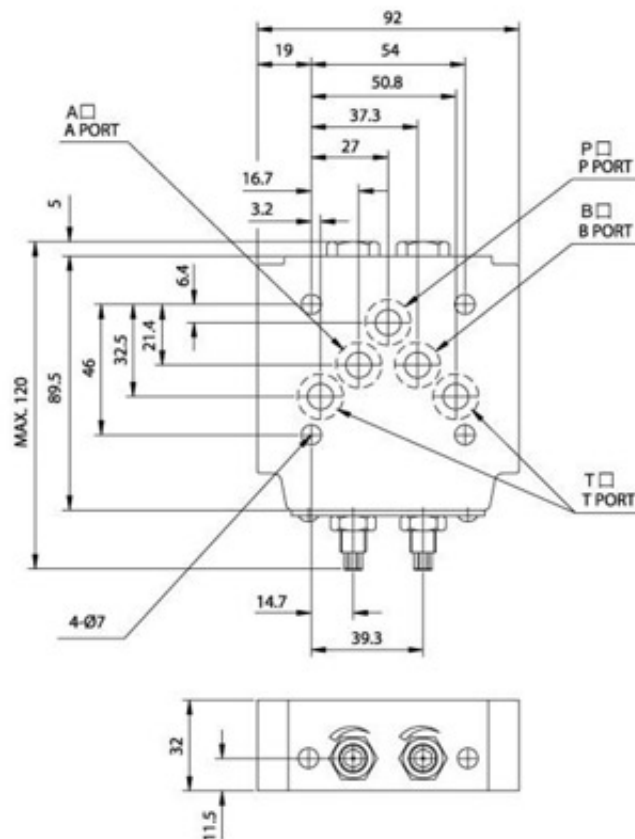 92
19
54
50.8
A□
A PORT
37.3
P□
P PORT
27
16.7
B□
B PORT
5
3.2
6.4
21.4
32.5
46
89.5
MAX. 120
T□
T PORT
14.7
4-Ø7
39.3
32
11.5